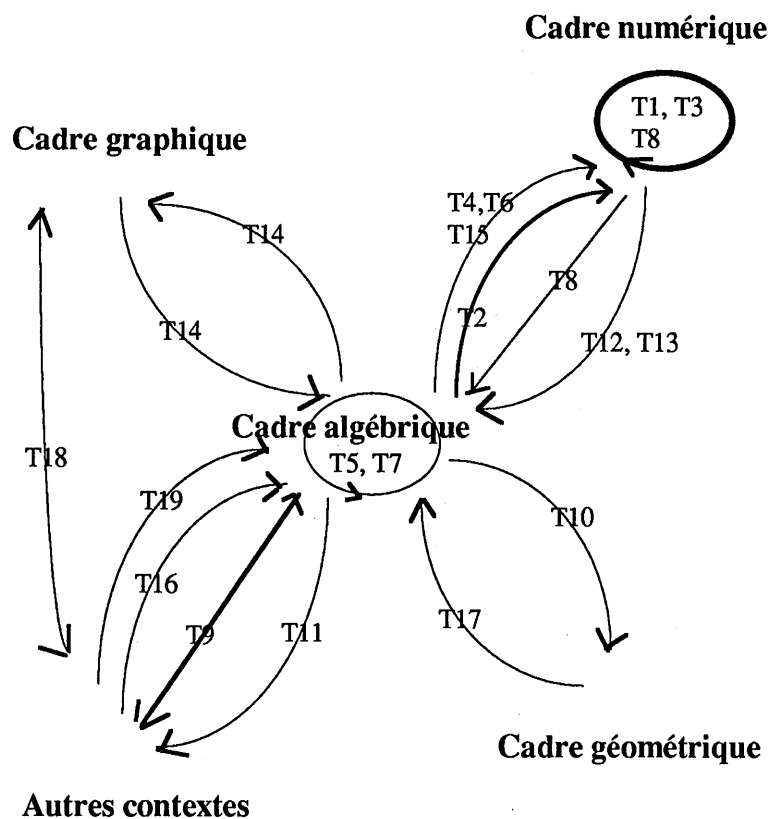 Cadre numérique
T1, T3
T8
Cadre graphique
T4,T6
T15
T14
T8
T2
T14
T12, T13
Cadre algébrique
T5, T7
T18
T19
T10
T16
T17
T9
T11
Cadre géométrique
Autres contextes